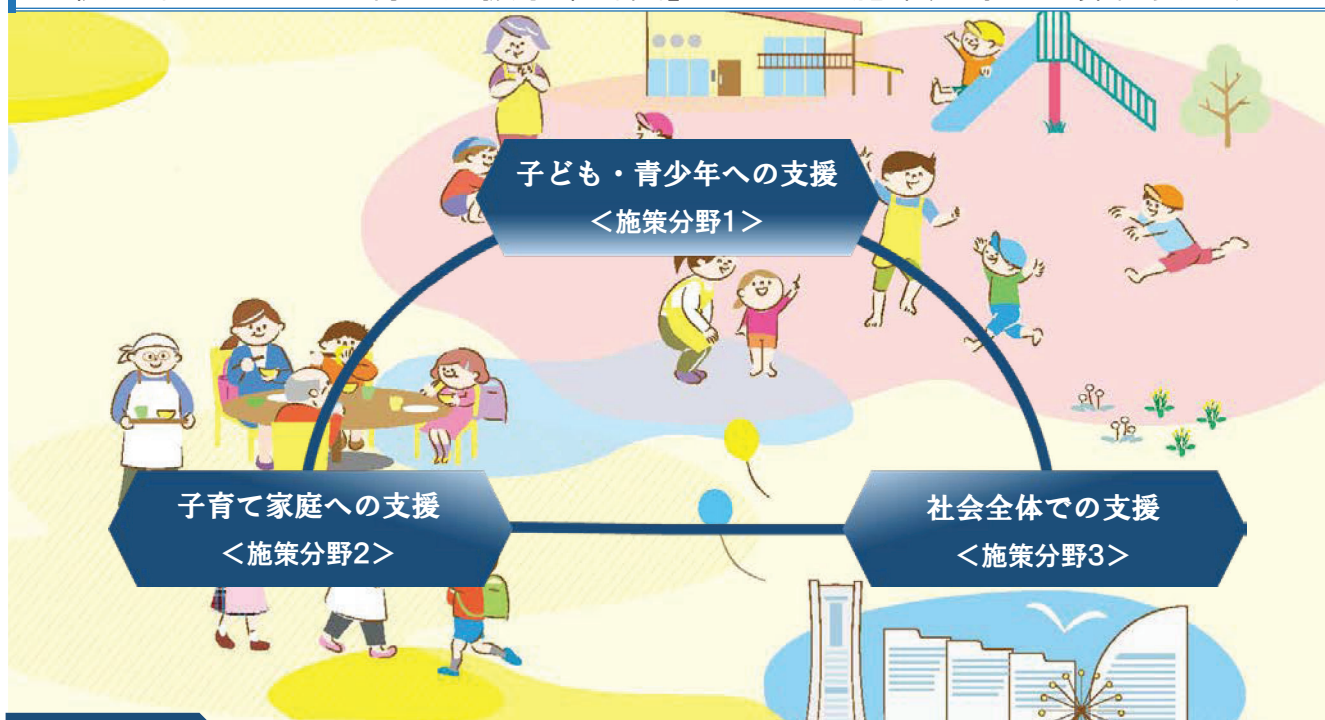 子ども・青少年への支援
＜施策分野1＞
子育て家庭への支援
＜施策分野2＞
社会全体での支援
＜施策分野3＞